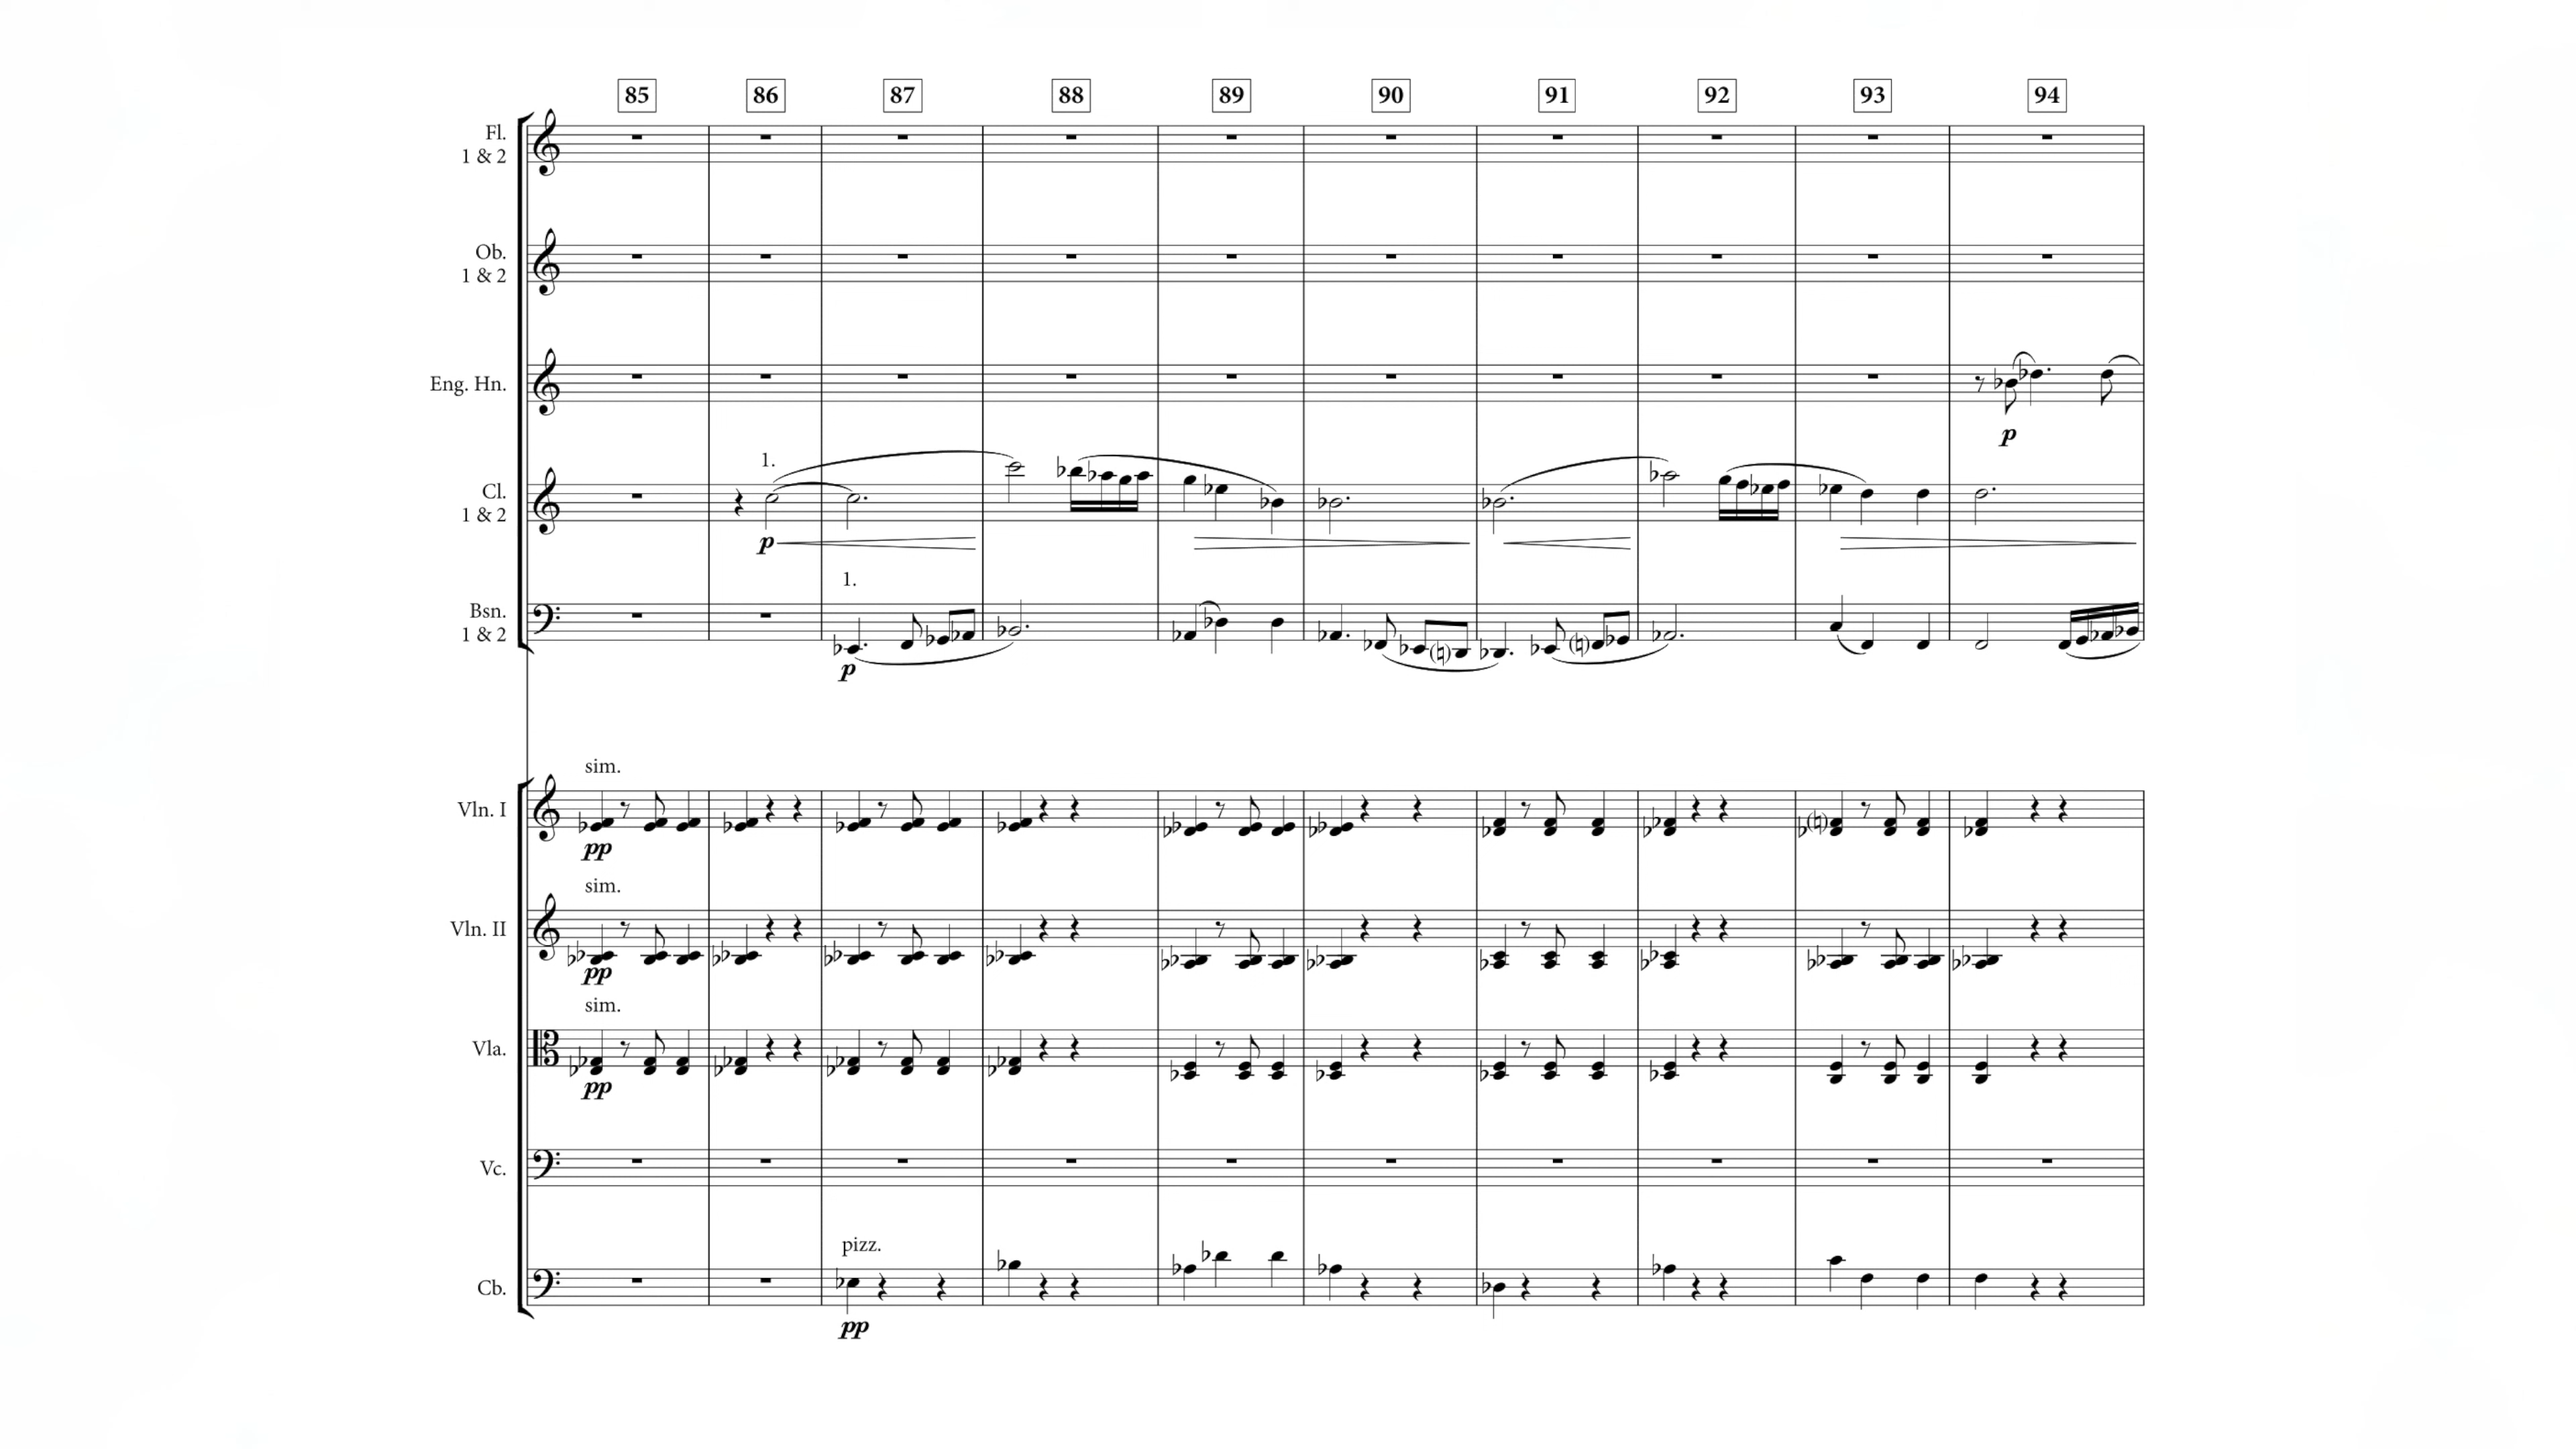 85 86 87 88 89 90 91 92 93 94
Fl.
1 & 2
Ob.
1 & 2
Eng. Hn.
p
1.
Cl.
1 & 2
p
1.
Bsn.
1 & 2
p
sim.
Vln. I
pp
sim.
Vln. II
pp
sim.
Vla.
pp
Vc.
pizz.
Cb.
pp